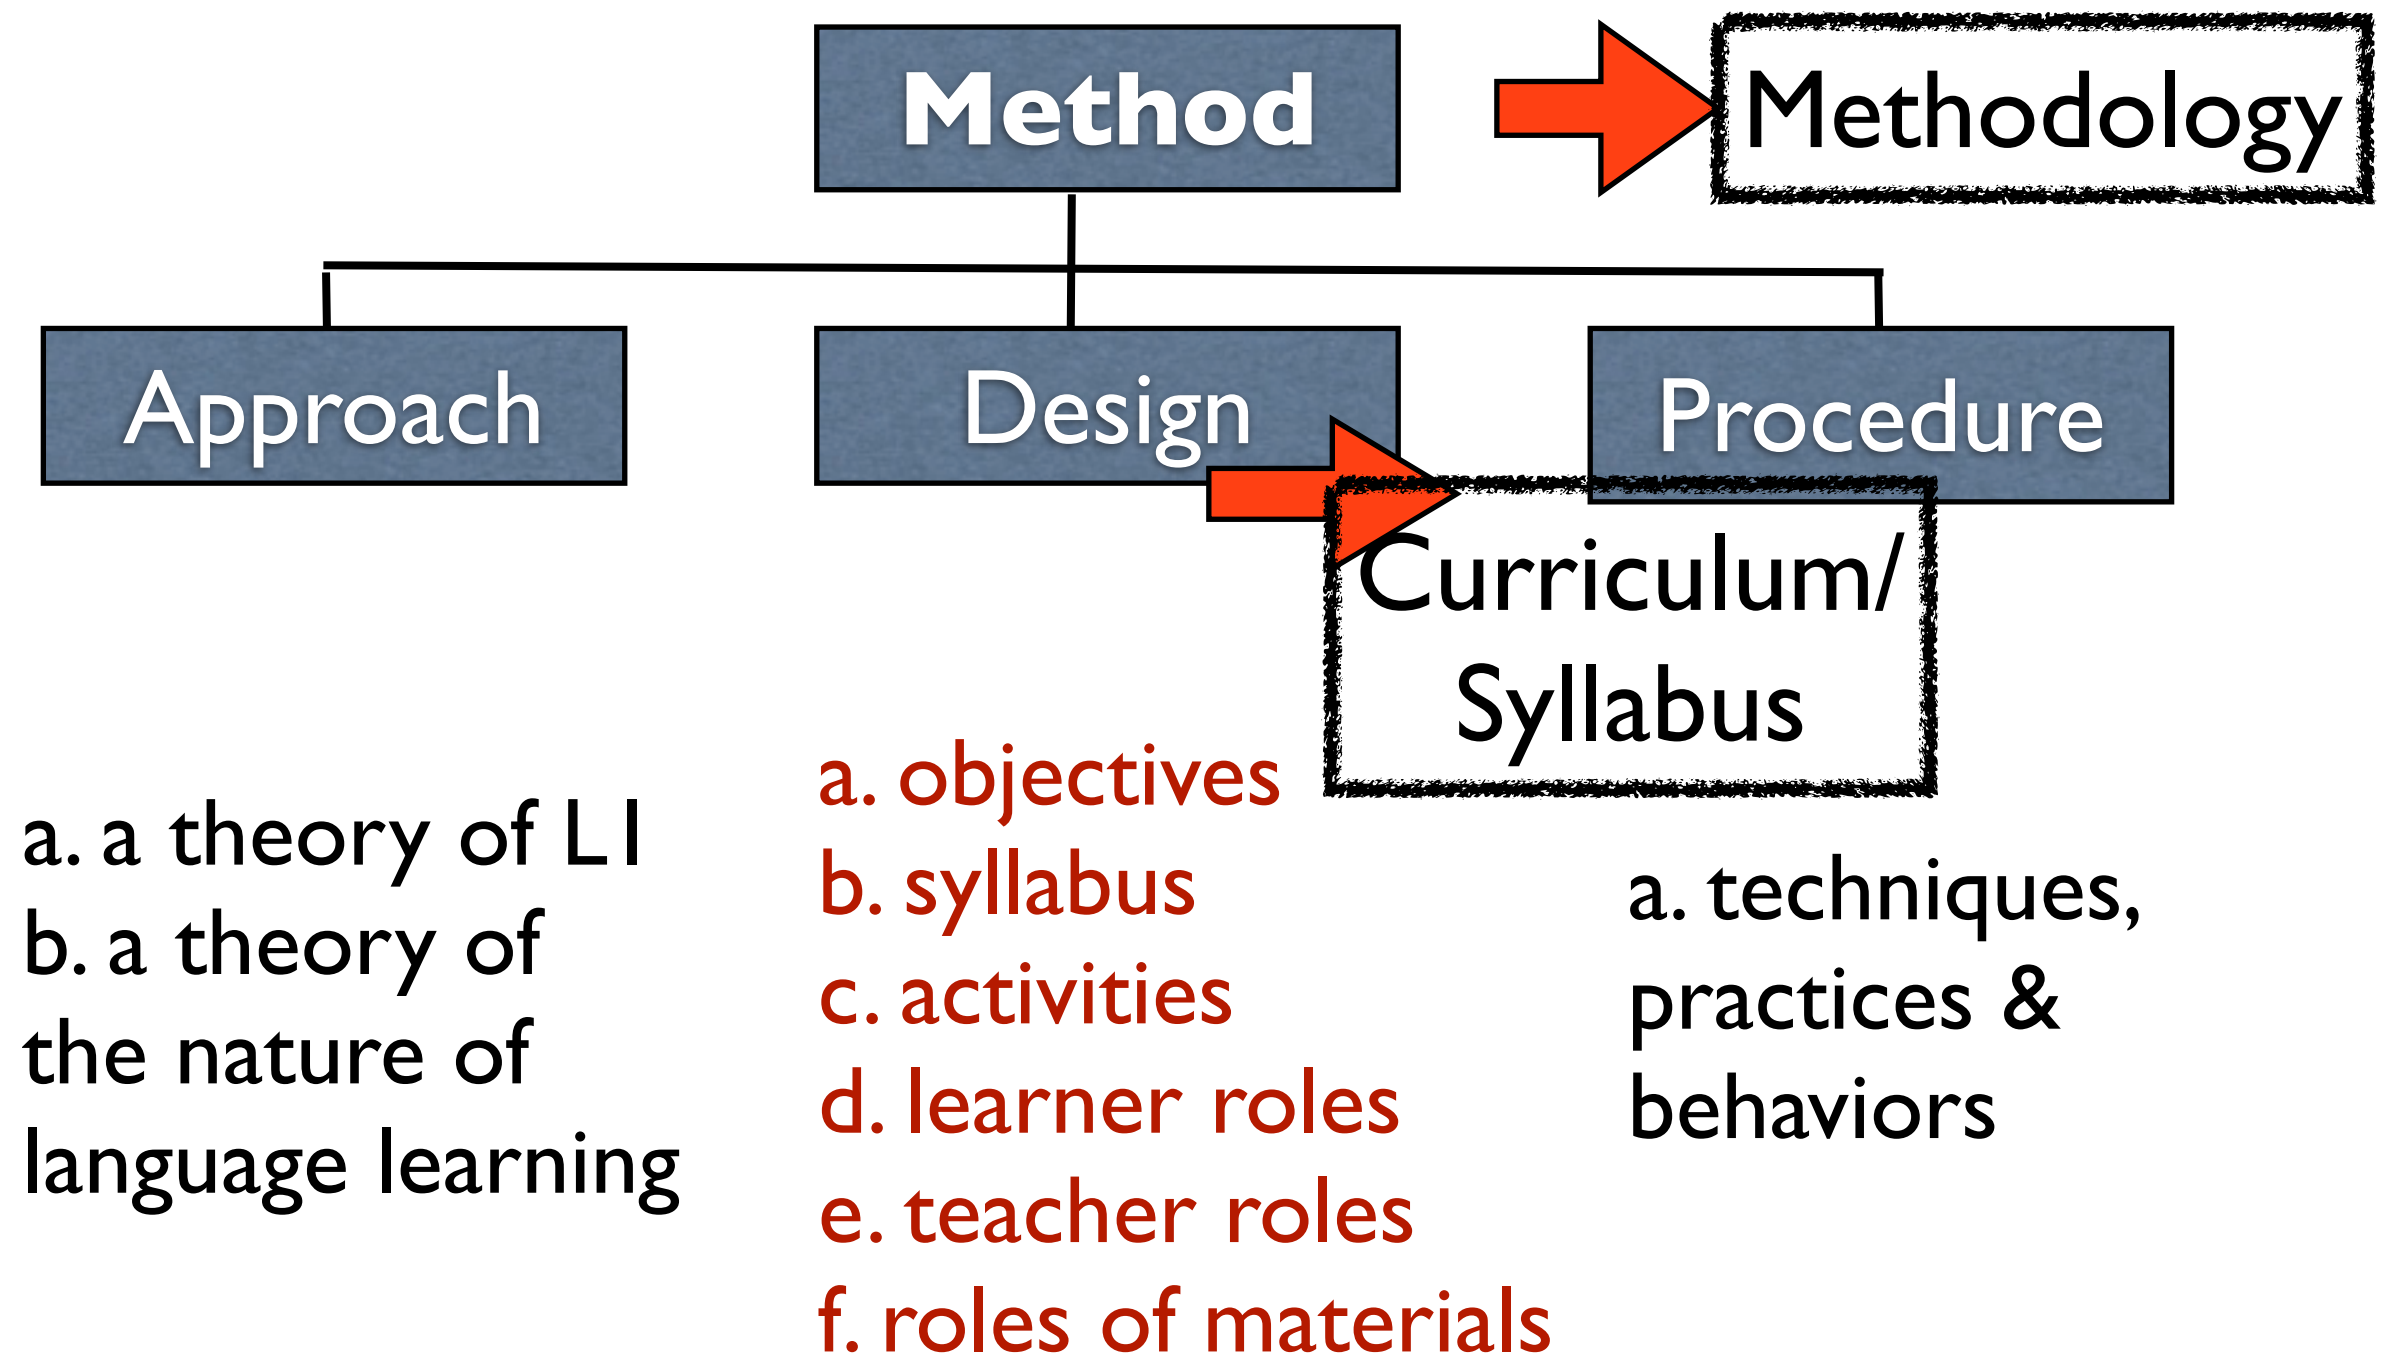 Method
Methodology
Approach
Design
Procedure
Curriculum/
Syllabus
a. a theory of L1
b. a theory of
the nature of
language learning
a. objectives
b. syllabus
c. activities
d. learner roles
e. teacher roles
f. roles of materials
a. techniques,
practices &
behaviors